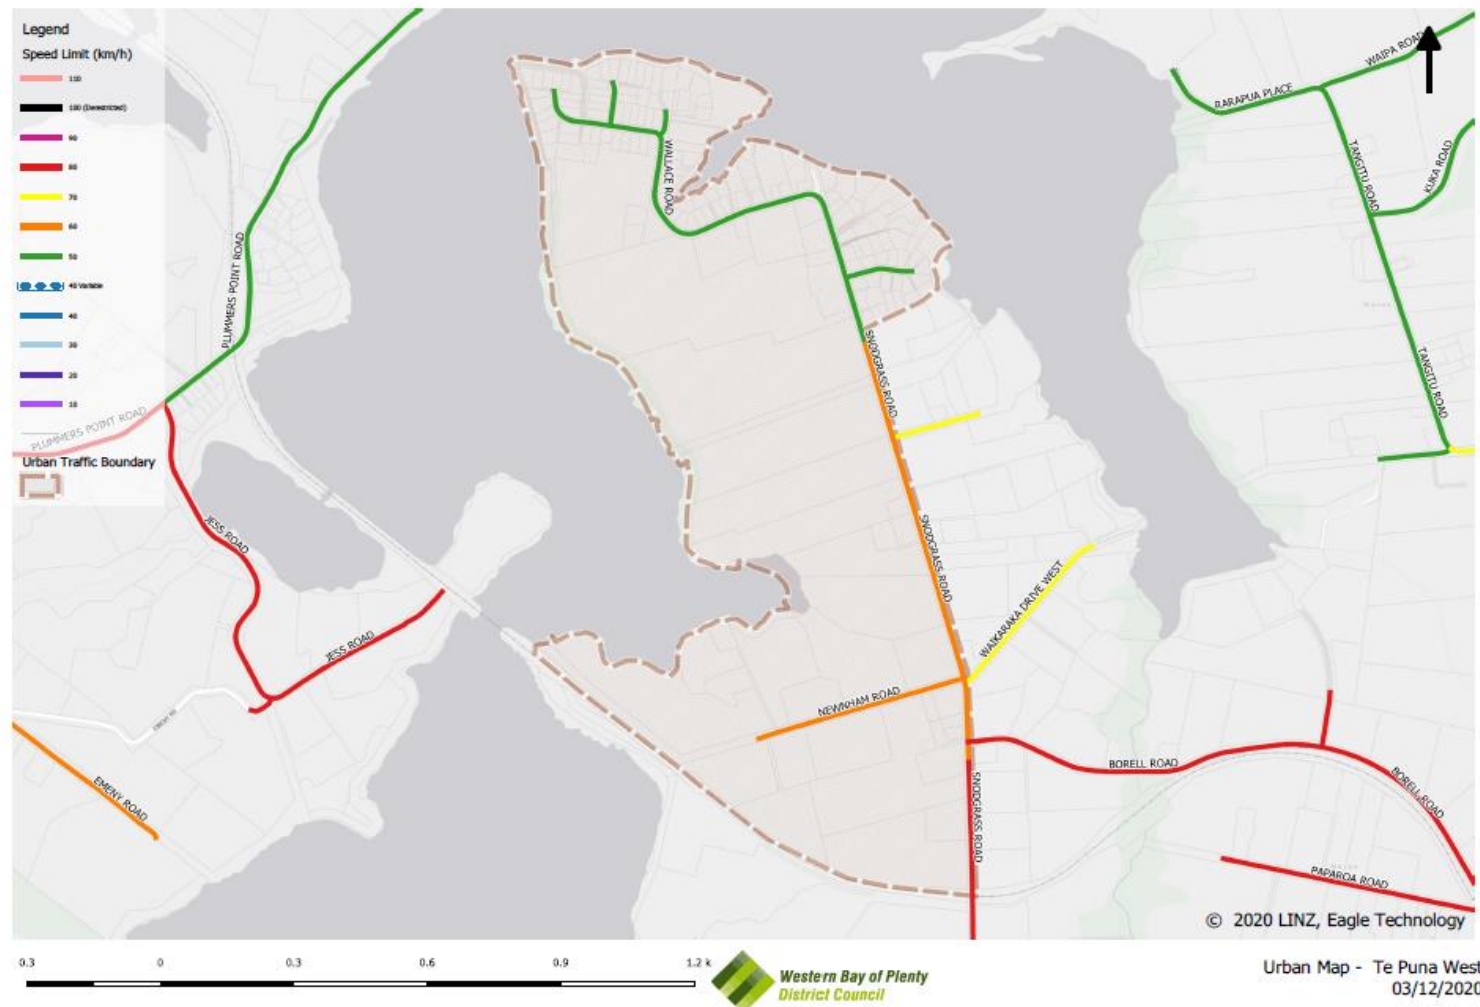 Legend
Speed Limit (km/h)
110
100 (Derestricted)
90
80
70
60
50
40 Variable
40
30
20
10
Urban Traffic Boundary
PLUMMERS POINT ROAD
PLUMMERS POINT ROAD
WALLACE ROAD
RARAPUA PLACE
WAIPA ROAD
TANGITU ROAD
KUKA ROAD
TANGITU ROAD
SNODGRASS ROAD
SNODGRASS ROAD
JESS ROAD
JESS ROAD
WAIKARAKA DRIVE WEST
NEWNHAM ROAD
EMENY ROAD
BORELL ROAD
BORELL ROAD
SNODGRASS ROAD
PAPAROA ROAD
© 2020 LINZ, Eagle Technology
0.3 0 0.3 0.6 0.9 1.2 k
Western Bay of Plenty
District Council
Urban Map - Te Puna West
03/12/2020